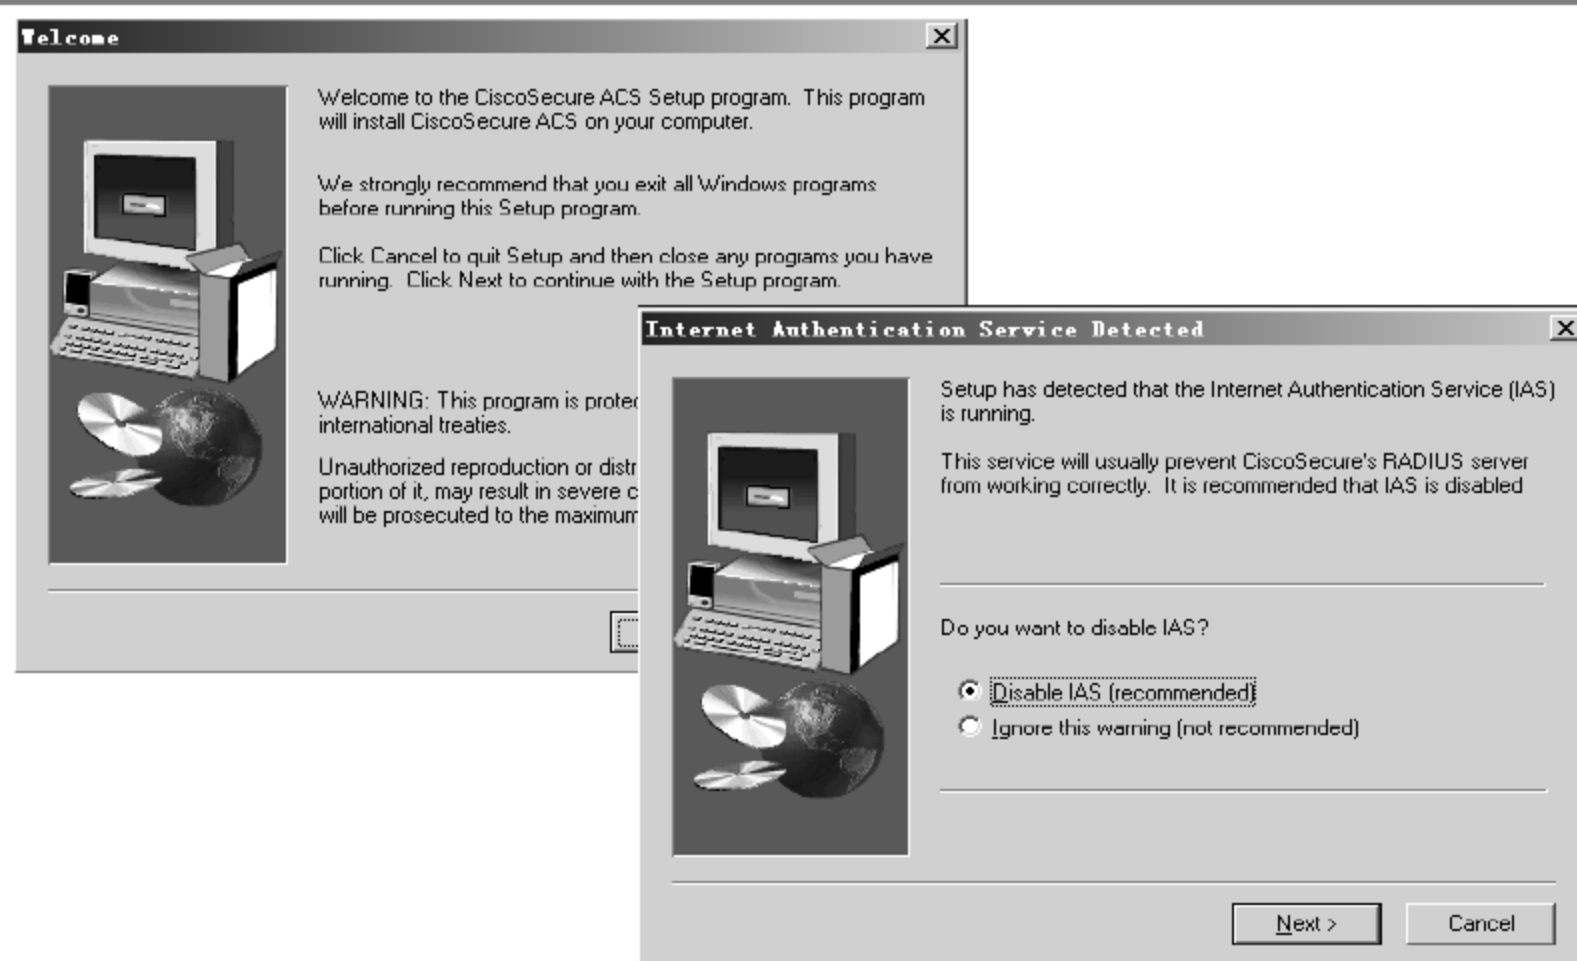 Welcome
Welcome to the CiscoSecure ACS Setup program. This program
will install CiscoSecure ACS on your computer.
We strongly recommend that you exit all Windows programs
before running this Setup program.
Click Cancel to quit Setup and then close any programs you have
running. Click Next to continue with the Setup program.
WARNING: This program is
international treaties.
Unauthorized reproduction or
portion of it, may result in severe
will be prosecuted to the maximum
Internet Authentication Service Detected
Setup has detected that the Internet Authentication Service (IAS)
is running.
This service will usually prevent CiscoSecure's RADIUS server
from working correctly. It is recommended that IAS is disabled
Do you want to disable IAS?
Disable IAS (recommended)
Ignore this warning (not recommended)
Next >
Cancel